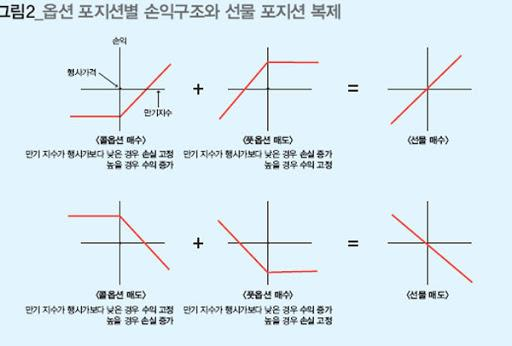 그림2_옵션 포지션별 손익구조와 선물 포지션 복제
손익
행사가격
만기지수
+
=
〈콜옵션 매수〉
만기 지수가 행사가보다 낮은 경우 손실 고정
높을 경우 수익 증가
〈풋옵션 매도〉
만기 지수가 행시가보다 낮은 경우 손실 증가
높을 경우 수익 고정
〈선물 매수〉
+
=
〈콜옵션 매도〉
만기 지수가 행사가보다 낮은 경우 수익 고정
높을 경우 손실 증가
〈풋옵션 매수〉
만기 지수가 행사가보다 낮은 경우 수익 증가
높을 경우 손실 고정
〈선물 매도〉